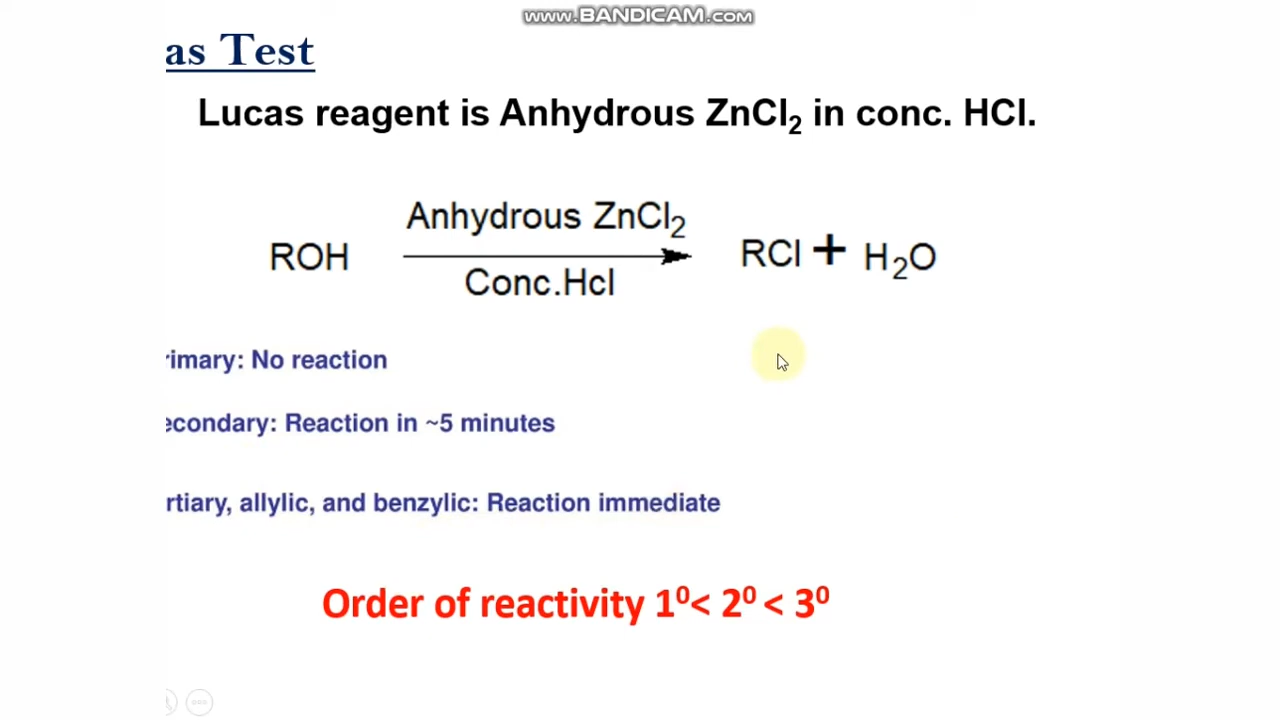 www.BANDICAM.com
as Test
Lucas reagent is Anhydrous ZnCl₂ in conc. HCl.
Anhydrous ZnCl₂
ROH RCl + H₂O
Conc.Hcl
rimary: No reaction
econdary: Reaction in ~5 minutes
rtiary, allylic, and benzylic: Reaction immediate
Order of reactivity 1⁰< 2⁰ < 3⁰